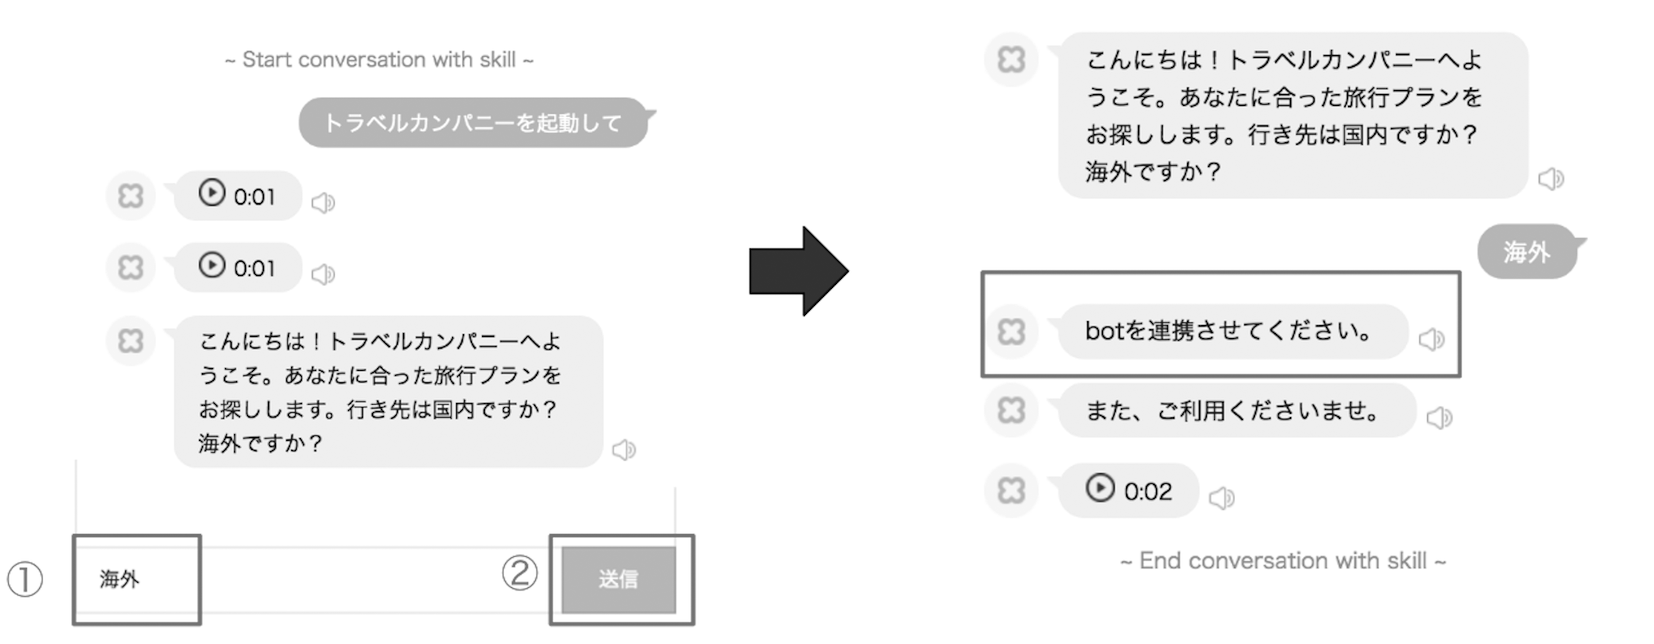 ~ Start conversation with skill ~
トラベルカンパニーを起動して
0:01
0:01
こんにちは！トラベルカンパニーへよ
うこそ。あなたに合った旅行プランを
お探しします。行き先は国内ですか？
海外ですか？
①
海外
②
送信
こんにちは！トラベルカンパニーへよ
うこそ。あなたに合った旅行プランを
お探しします。行き先は国内ですか？
海外ですか？
海外
botを連携させてください。
また、ご利用くださいませ。
0:02
~ End conversation with skill ~